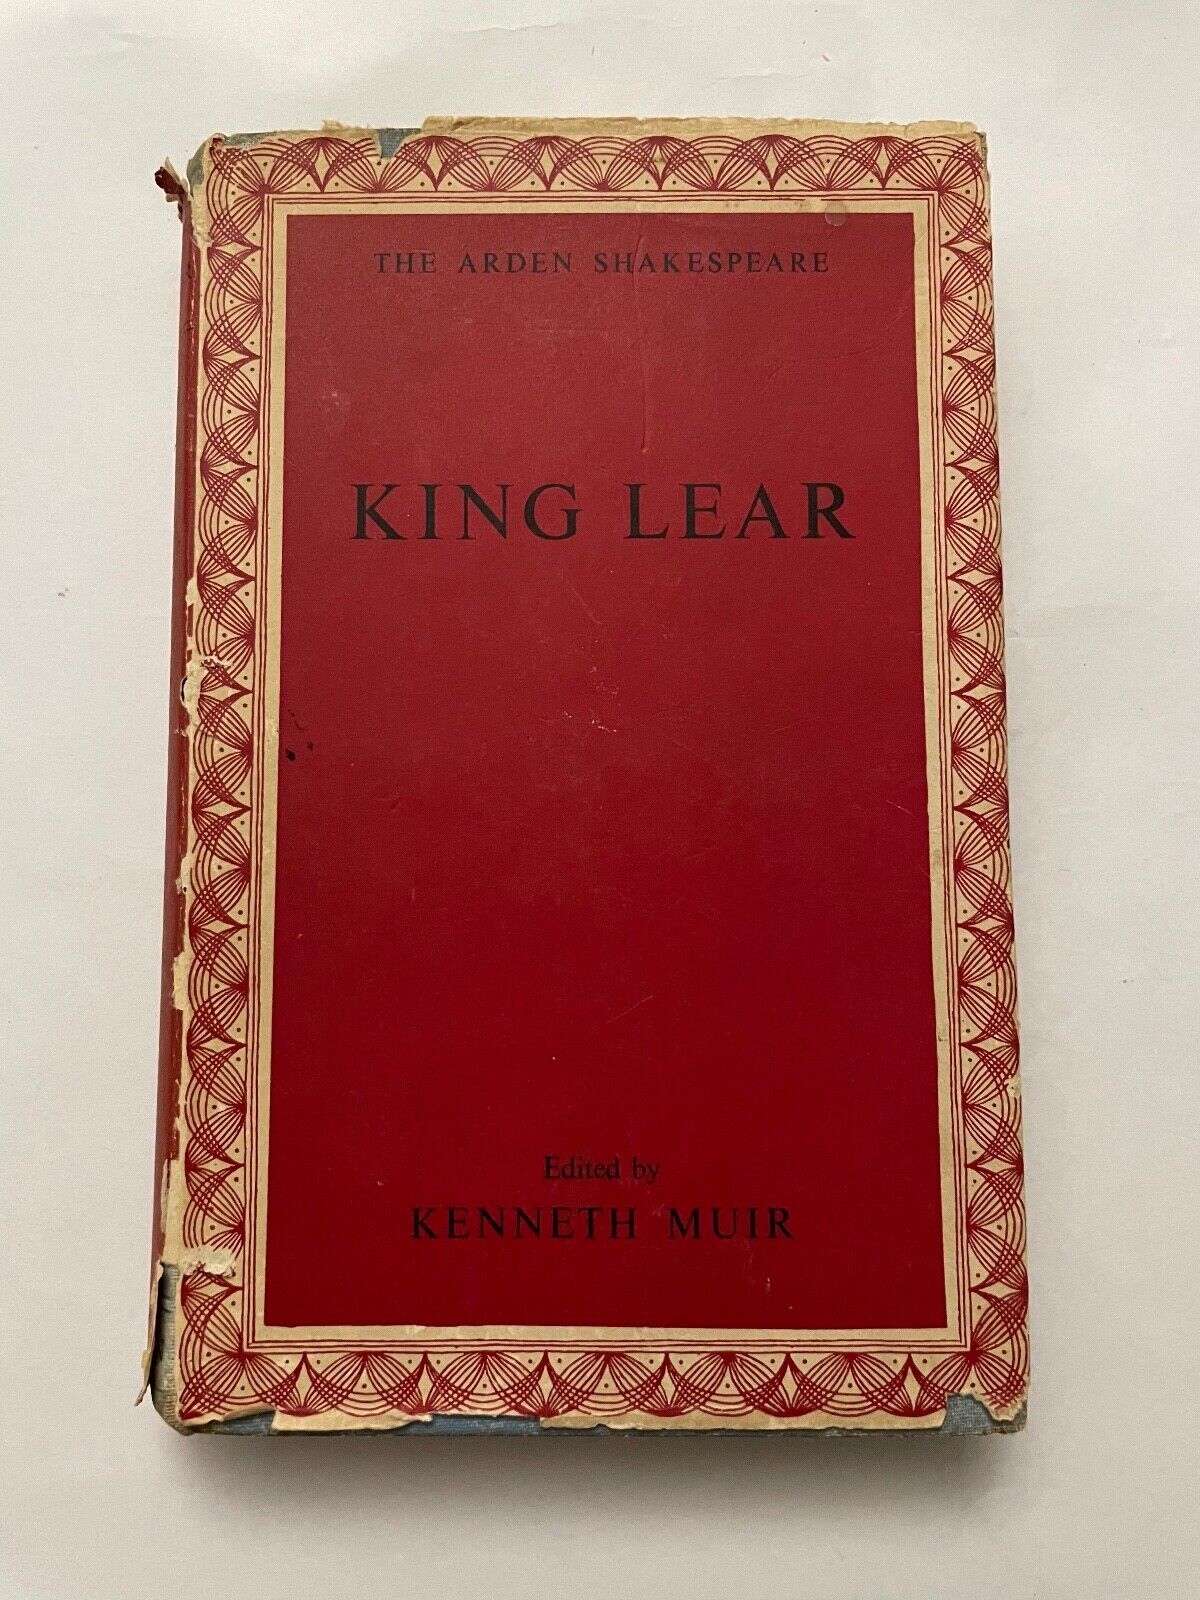 THE ARDEN SHAKESPEARE
KING LEAR
Edited by
KENNETH MUIR